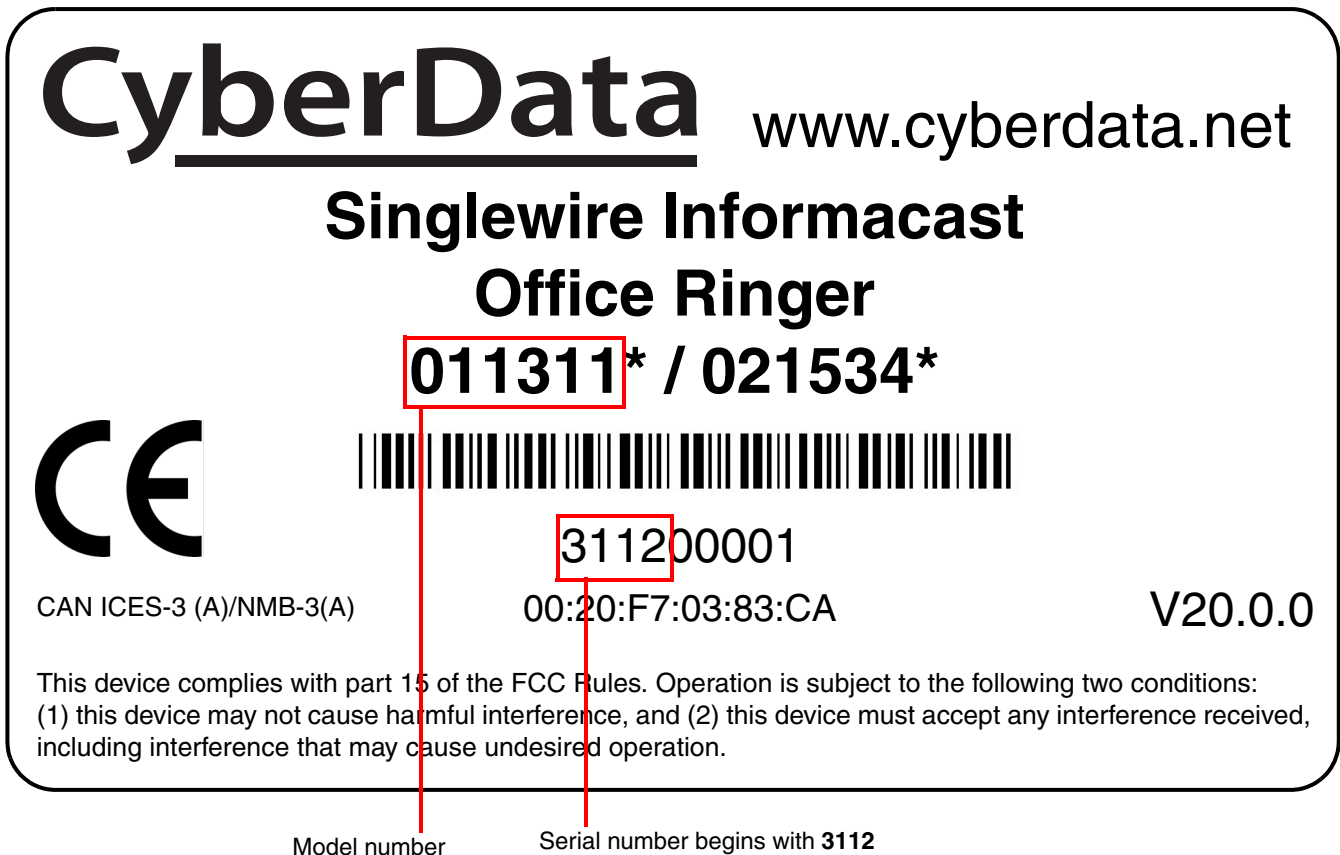 CyberData www.cyberdata.net
Singlewire Informacast
Office Ringer
011311* / 021534*
CE
311200001
CAN ICES-3 (A)/NMB-3(A) 00:20:F7:03:83:CA V20.0.0
This device complies with part 15 of the FCC Rules. Operation is subject to the following two conditions:
(1) this device may not cause harmful interference, and (2) this device must accept any interference received,
including interference that may cause undesired operation.
Model number Serial number begins with 3112